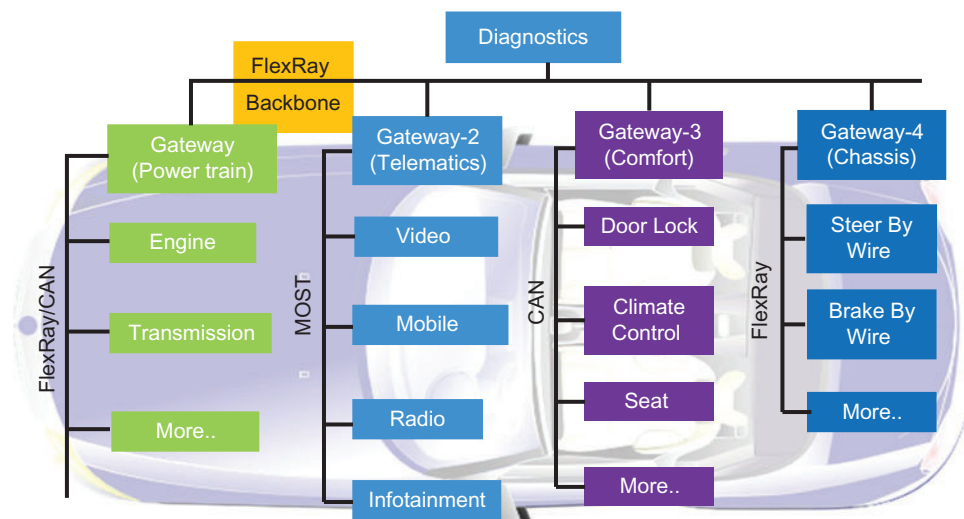 Diagnostics
FlexRay
Backbone
Gateway
(Power train)
Gateway-2
(Telematics)
Gateway-3
(Comfort)
Gateway-4
(Chassis)
FlexRay/CAN
Engine
Transmission
More..
MOST
Video
Mobile
Radio
Infotainment
CAN
Door Lock
Climate
Control
Seat
More..
FlexRay
Steer By
Wire
Brake By
Wire
More..